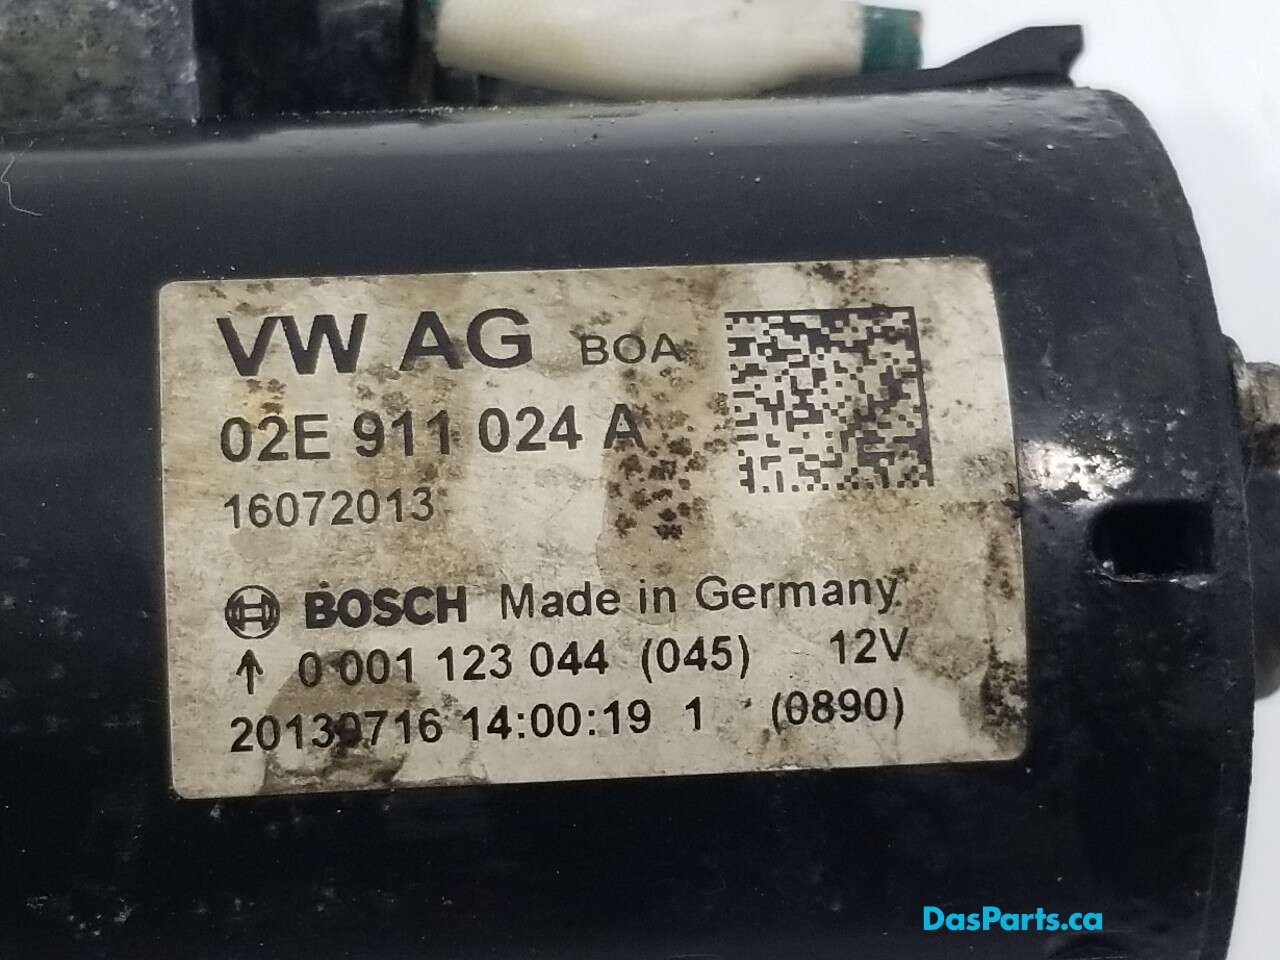 VW AG BOA
02E 911 024 A
16072013
BOSCH Made in Germany
↑ 0 001 123 044 (045) 12V
20130716 14:00:19 1 (0890)
DasParts.ca